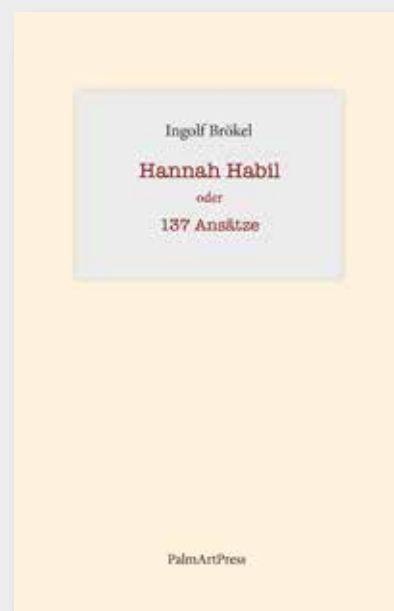 Ingolf Brökel
Hannah Habil
oder
137 Ansätze
PalmArtPress